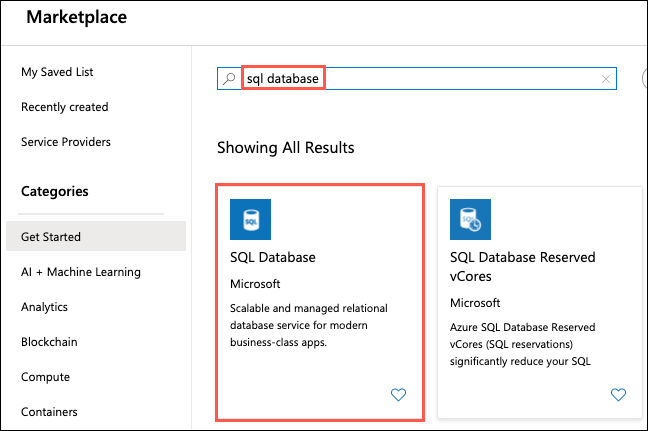 Marketplace
My Saved List
Recently created
Service Providers
Categories
Get Started
AI + Machine Learning
Analytics
Blockchain
Compute
Containers
sql database
Showing All Results
SQL
SQL Database
Microsoft
Scalable and managed relational
database service for modern
business-class apps.
SQL
SQL Database Reserved
vCores
Microsoft
Azure SQL Database Reserved
vCores (SQL reservations)
significantly reduce your SQL